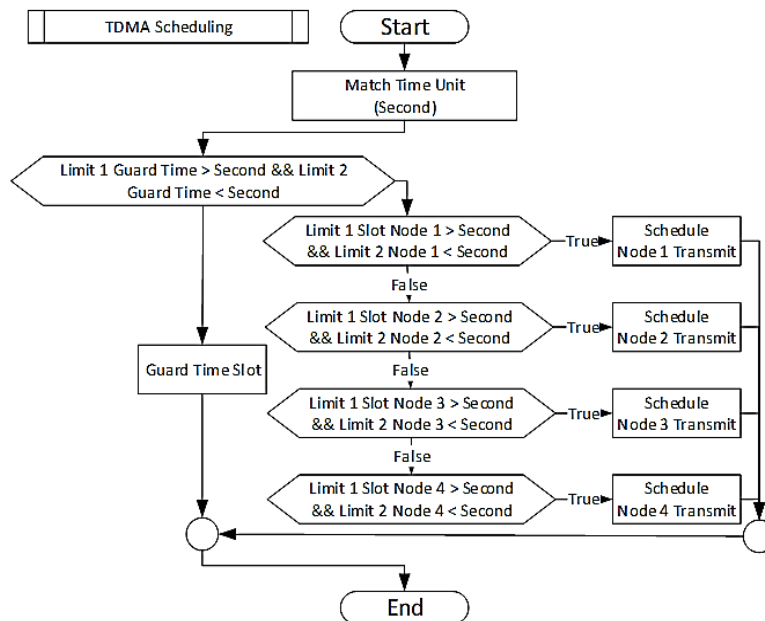 TDMA Scheduling
Start
Match Time Unit
(Second)
Limit 1 Guard Time > Second && Limit 2
Guard Time < Second
Limit 1 Slot Node 1 > Second
&& Limit 2 Node 1 < Second
True
Schedule
Node 1 Transmit
False
Limit 1 Slot Node 2 > Second
&& Limit 2 Node 2 < Second
True
Schedule
Node 2 Transmit
Guard Time Slot
False
Limit 1 Slot Node 3 > Second
&& Limit 2 Node 3 < Second
True
Schedule
Node 3 Transmit
False
Limit 1 Slot Node 4 > Second
&& Limit 2 Node 4 < Second
True
Schedule
Node 4 Transmit
End